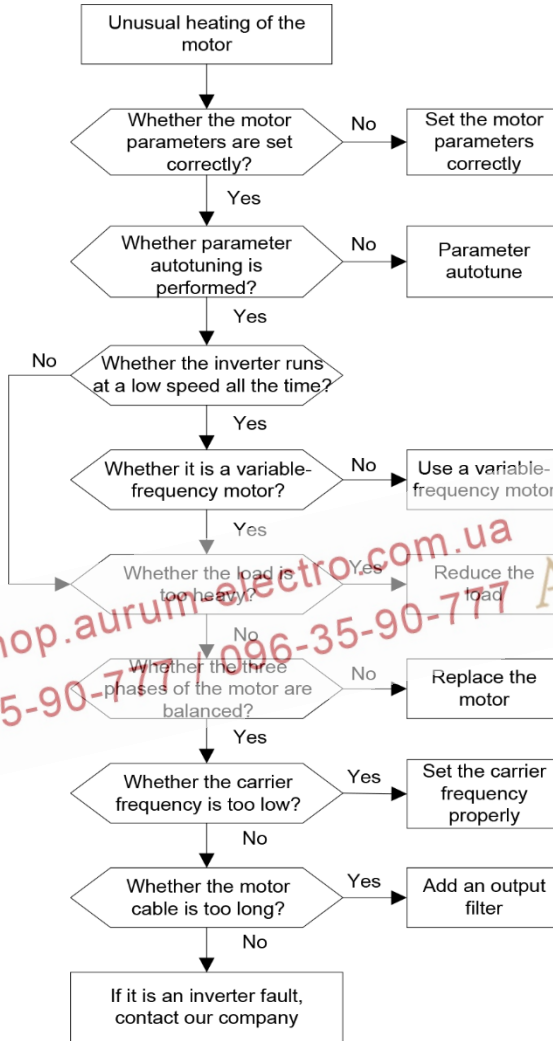 Unusual heating of the
motor
Whether the motor
parameters are set
correctly?
No
Set the motor
parameters
correctly
Yes
Whether parameter
autotuning is
performed?
No
Parameter
autotune
Yes
No
Whether the inverter runs
at a low speed all the time?
Yes
Whether it is a variable-
frequency motor?
No
Use a variable-
frequency motor
Yes
Whether the load is
too heavy?
Yes
Reduce the
load
No
Whether the three
phases of the motor are
balanced?
No
Replace the
motor
Yes
Whether the carrier
frequency is too low?
Yes
Set the carrier
frequency
properly
No
Whether the motor
cable is too long?
Yes
Add an output
filter
No
If it is an inverter fault,
contact our company
hop.aurum-electro.com.ua
5-90-777 / 096-35-90-777
A